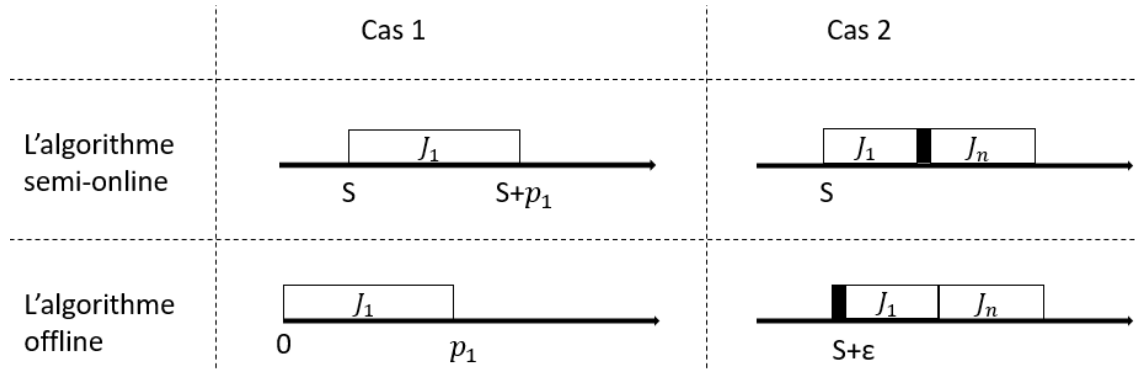 Cas 1
Cas 2
L'algorithme
semi-online
J₁
S
S+p₁
J₁
Jₙ
S
L'algorithme
offline
J₁
0
p₁
J₁
Jₙ
S+ε